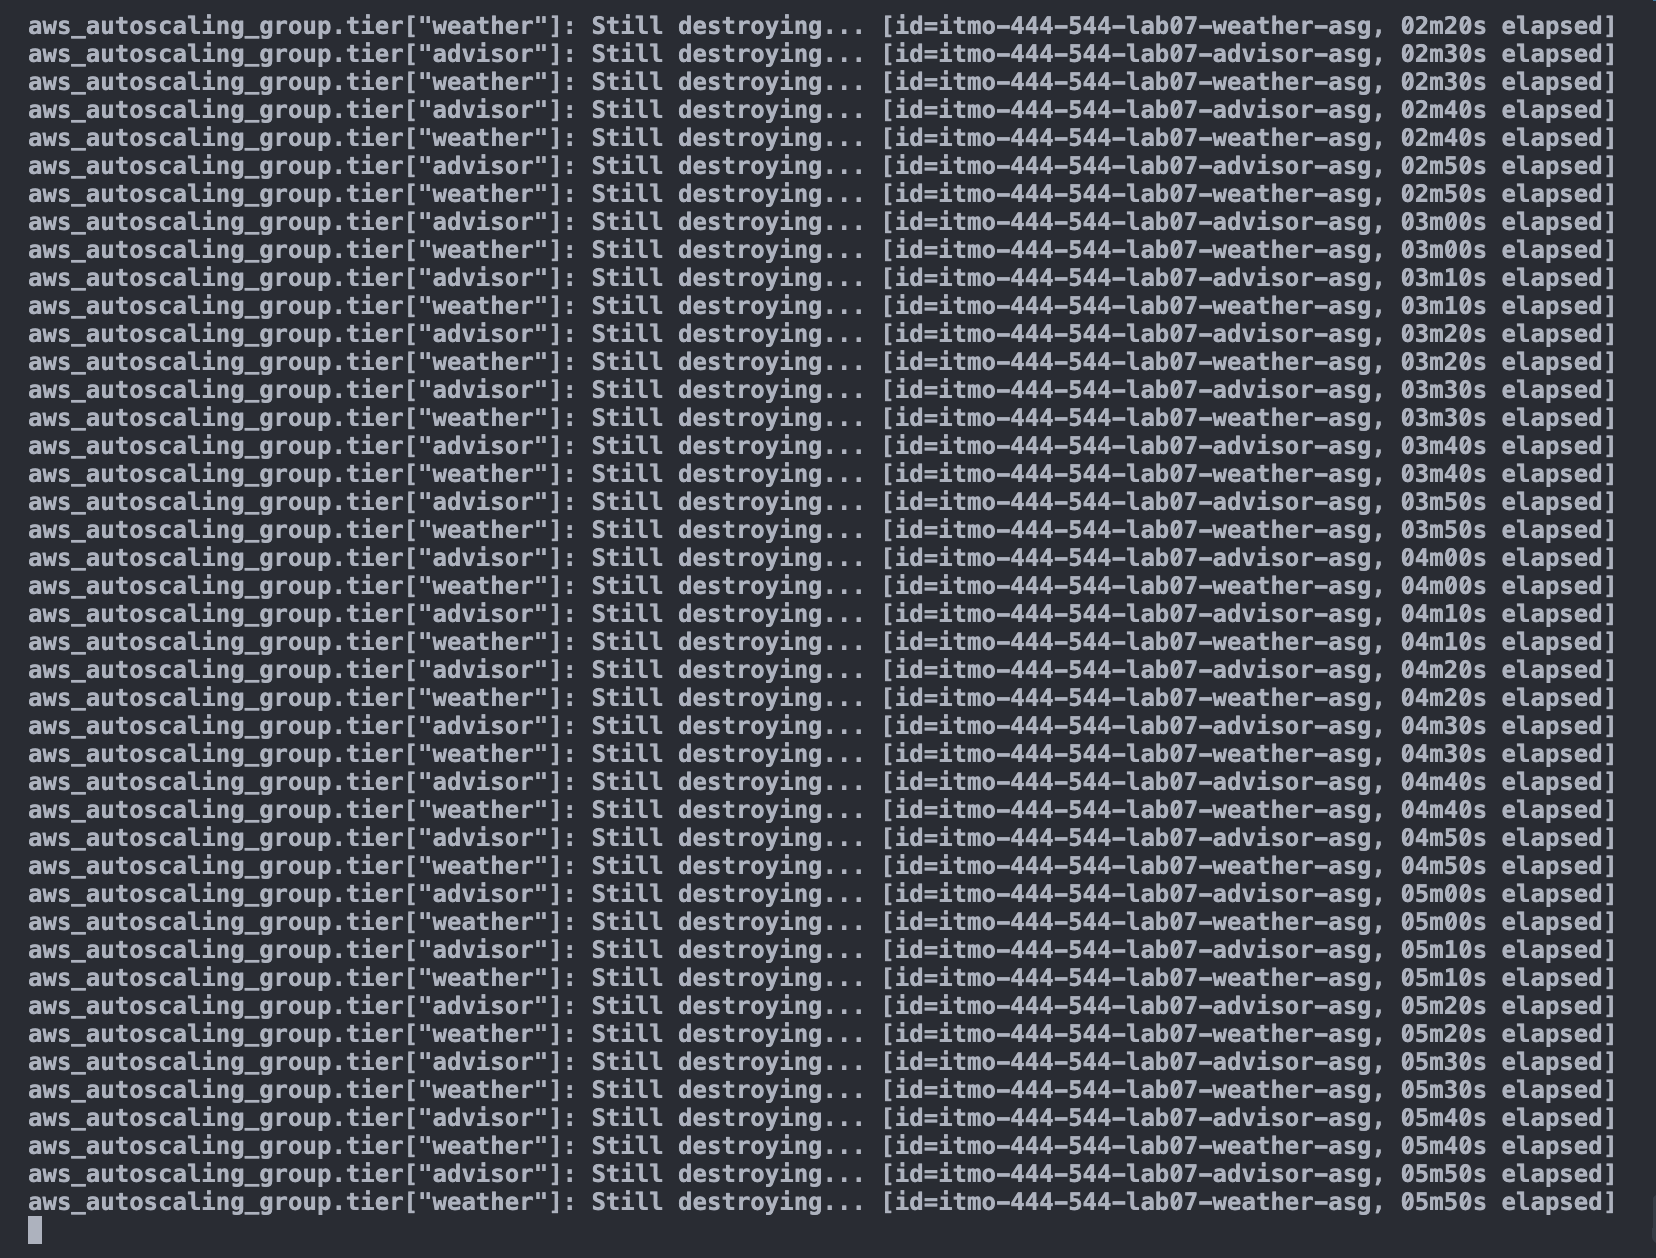 aws_autoscaling_group.tier["weather"]: Still destroying... [id=itmo-444-544-lab07-weather-asg, 02m20s elapsed]
aws_autoscaling_group.tier["advisor"]: Still destroying... [id=itmo-444-544-lab07-advisor-asg, 02m30s elapsed]
aws_autoscaling_group.tier["weather"]: Still destroying... [id=itmo-444-544-lab07-weather-asg, 02m30s elapsed]
aws_autoscaling_group.tier["advisor"]: Still destroying... [id=itmo-444-544-lab07-advisor-asg, 02m40s elapsed]
aws_autoscaling_group.tier["weather"]: Still destroying... [id=itmo-444-544-lab07-weather-asg, 02m40s elapsed]
aws_autoscaling_group.tier["advisor"]: Still destroying... [id=itmo-444-544-lab07-advisor-asg, 02m50s elapsed]
aws_autoscaling_group.tier["weather"]: Still destroying... [id=itmo-444-544-lab07-weather-asg, 02m50s elapsed]
aws_autoscaling_group.tier["advisor"]: Still destroying... [id=itmo-444-544-lab07-advisor-asg, 03m00s elapsed]
aws_autoscaling_group.tier["weather"]: Still destroying... [id=itmo-444-544-lab07-weather-asg, 03m00s elapsed]
aws_autoscaling_group.tier["advisor"]: Still destroying... [id=itmo-444-544-lab07-advisor-asg, 03m10s elapsed]
aws_autoscaling_group.tier["weather"]: Still destroying... [id=itmo-444-544-lab07-weather-asg, 03m10s elapsed]
aws_autoscaling_group.tier["advisor"]: Still destroying... [id=itmo-444-544-lab07-advisor-asg, 03m20s elapsed]
aws_autoscaling_group.tier["weather"]: Still destroying... [id=itmo-444-544-lab07-weather-asg, 03m20s elapsed]
aws_autoscaling_group.tier["advisor"]: Still destroying... [id=itmo-444-544-lab07-advisor-asg, 03m30s elapsed]
aws_autoscaling_group.tier["weather"]: Still destroying... [id=itmo-444-544-lab07-weather-asg, 03m30s elapsed]
aws_autoscaling_group.tier["advisor"]: Still destroying... [id=itmo-444-544-lab07-advisor-asg, 03m40s elapsed]
aws_autoscaling_group.tier["weather"]: Still destroying... [id=itmo-444-544-lab07-weather-asg, 03m40s elapsed]
aws_autoscaling_group.tier["advisor"]: Still destroying... [id=itmo-444-544-lab07-advisor-asg, 03m50s elapsed]
aws_autoscaling_group.tier["weather"]: Still destroying... [id=itmo-444-544-lab07-weather-asg, 03m50s elapsed]
aws_autoscaling_group.tier["advisor"]: Still destroying... [id=itmo-444-544-lab07-advisor-asg, 04m00s elapsed]
aws_autoscaling_group.tier["weather"]: Still destroying... [id=itmo-444-544-lab07-weather-asg, 04m00s elapsed]
aws_autoscaling_group.tier["advisor"]: Still destroying... [id=itmo-444-544-lab07-advisor-asg, 04m10s elapsed]
aws_autoscaling_group.tier["weather"]: Still destroying... [id=itmo-444-544-lab07-weather-asg, 04m10s elapsed]
aws_autoscaling_group.tier["advisor"]: Still destroying... [id=itmo-444-544-lab07-advisor-asg, 04m20s elapsed]
aws_autoscaling_group.tier["weather"]: Still destroying... [id=itmo-444-544-lab07-weather-asg, 04m20s elapsed]
aws_autoscaling_group.tier["advisor"]: Still destroying... [id=itmo-444-544-lab07-advisor-asg, 04m30s elapsed]
aws_autoscaling_group.tier["weather"]: Still destroying... [id=itmo-444-544-lab07-weather-asg, 04m30s elapsed]
aws_autoscaling_group.tier["advisor"]: Still destroying... [id=itmo-444-544-lab07-advisor-asg, 04m40s elapsed]
aws_autoscaling_group.tier["weather"]: Still destroying... [id=itmo-444-544-lab07-weather-asg, 04m40s elapsed]
aws_autoscaling_group.tier["advisor"]: Still destroying... [id=itmo-444-544-lab07-advisor-asg, 04m50s elapsed]
aws_autoscaling_group.tier["weather"]: Still destroying... [id=itmo-444-544-lab07-weather-asg, 04m50s elapsed]
aws_autoscaling_group.tier["advisor"]: Still destroying... [id=itmo-444-544-lab07-advisor-asg, 05m00s elapsed]
aws_autoscaling_group.tier["weather"]: Still destroying... [id=itmo-444-544-lab07-weather-asg, 05m00s elapsed]
aws_autoscaling_group.tier["advisor"]: Still destroying... [id=itmo-444-544-lab07-advisor-asg, 05m10s elapsed]
aws_autoscaling_group.tier["weather"]: Still destroying... [id=itmo-444-544-lab07-weather-asg, 05m10s elapsed]
aws_autoscaling_group.tier["advisor"]: Still destroying... [id=itmo-444-544-lab07-advisor-asg, 05m20s elapsed]
aws_autoscaling_group.tier["weather"]: Still destroying... [id=itmo-444-544-lab07-weather-asg, 05m20s elapsed]
aws_autoscaling_group.tier["advisor"]: Still destroying... [id=itmo-444-544-lab07-advisor-asg, 05m30s elapsed]
aws_autoscaling_group.tier["weather"]: Still destroying... [id=itmo-444-544-lab07-weather-asg, 05m30s elapsed]
aws_autoscaling_group.tier["advisor"]: Still destroying... [id=itmo-444-544-lab07-advisor-asg, 05m40s elapsed]
aws_autoscaling_group.tier["weather"]: Still destroying... [id=itmo-444-544-lab07-weather-asg, 05m40s elapsed]
aws_autoscaling_group.tier["advisor"]: Still destroying... [id=itmo-444-544-lab07-advisor-asg, 05m50s elapsed]
aws_autoscaling_group.tier["weather"]: Still destroying... [id=itmo-444-544-lab07-weather-asg, 05m50s elapsed]